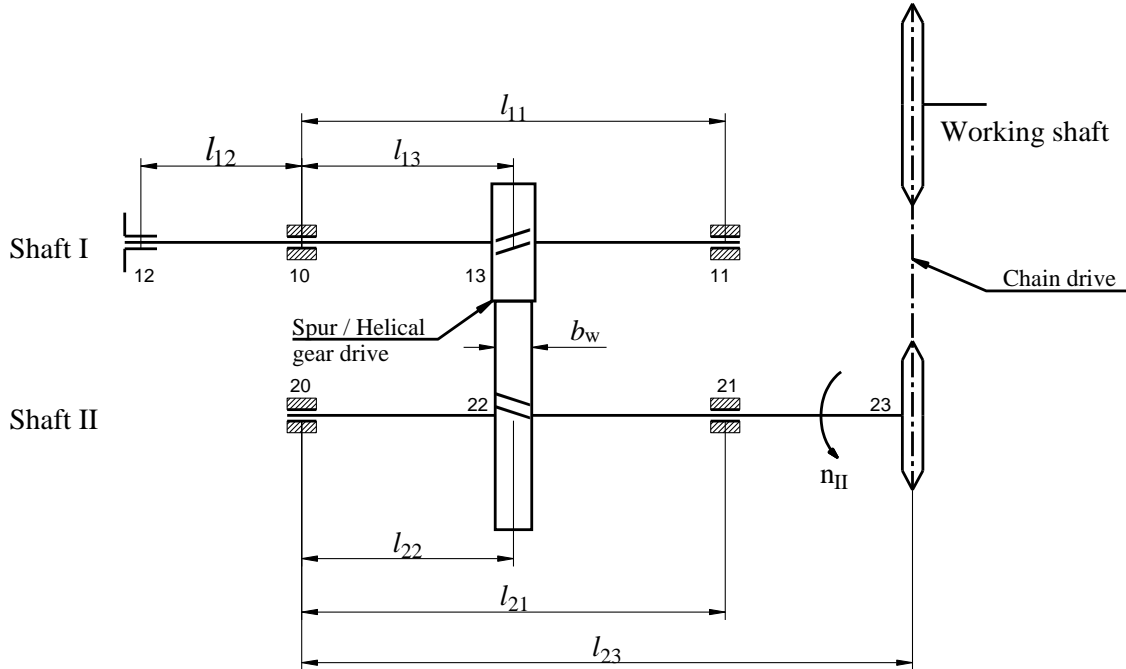 l11
Working shaft
l12
l13
Shaft I
12
10
13
11
Chain drive
Spur / Helical
gear drive
bw
20
21
Shaft II
22
23
nII
l22
l21
l23